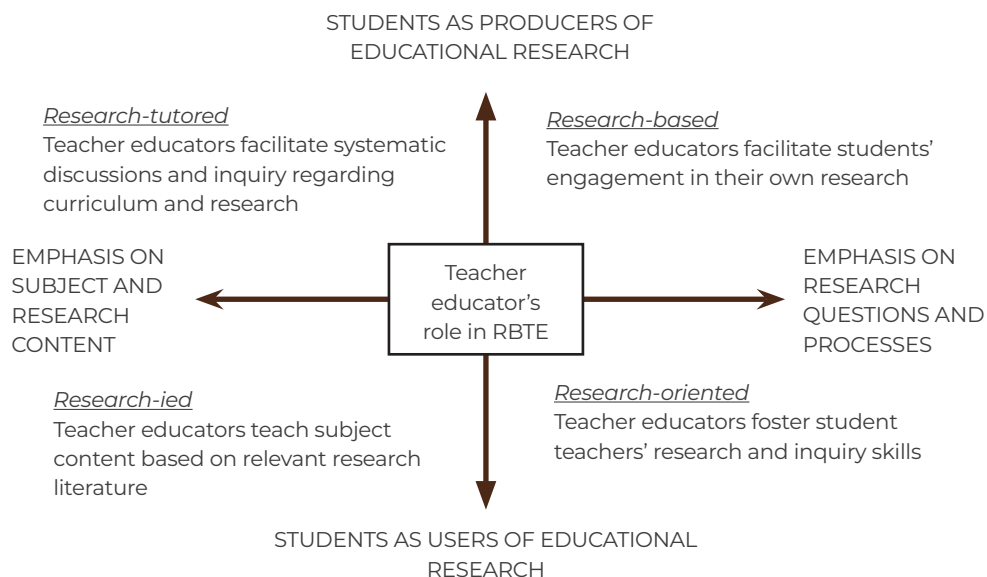 STUDENTS AS PRODUCERS OF
EDUCATIONAL RESEARCH
Research-tutored
Teacher educators facilitate systematic
discussions and inquiry regarding
curriculum and research
Research-based
Teacher educators facilitate students’
engagement in their own research
EMPHASIS ON
SUBJECT AND
RESEARCH
CONTENT
Teacher
educator’s
role in RBTE
EMPHASIS ON
RESEARCH
QUESTIONS AND
PROCESSES
Research-ied
Teacher educators teach subject
content based on relevant research
literature
Research-oriented
Teacher educators foster student
teachers’ research and inquiry skills
STUDENTS AS USERS OF EDUCATIONAL
RESEARCH